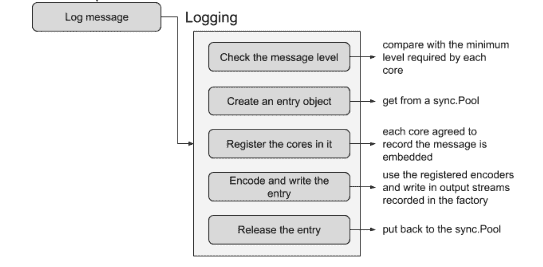 Log message
Logging
Check the message level
compare with the minimum
level required by each
core
Create an entry object
get from a sync.Pool
Register the cores in it
each core agreed to
record the message is
embedded
Encode and write the
entry
use the registered encoders
and write in output streams
recorded in the factory
Release the entry
put back to the sync.Pool